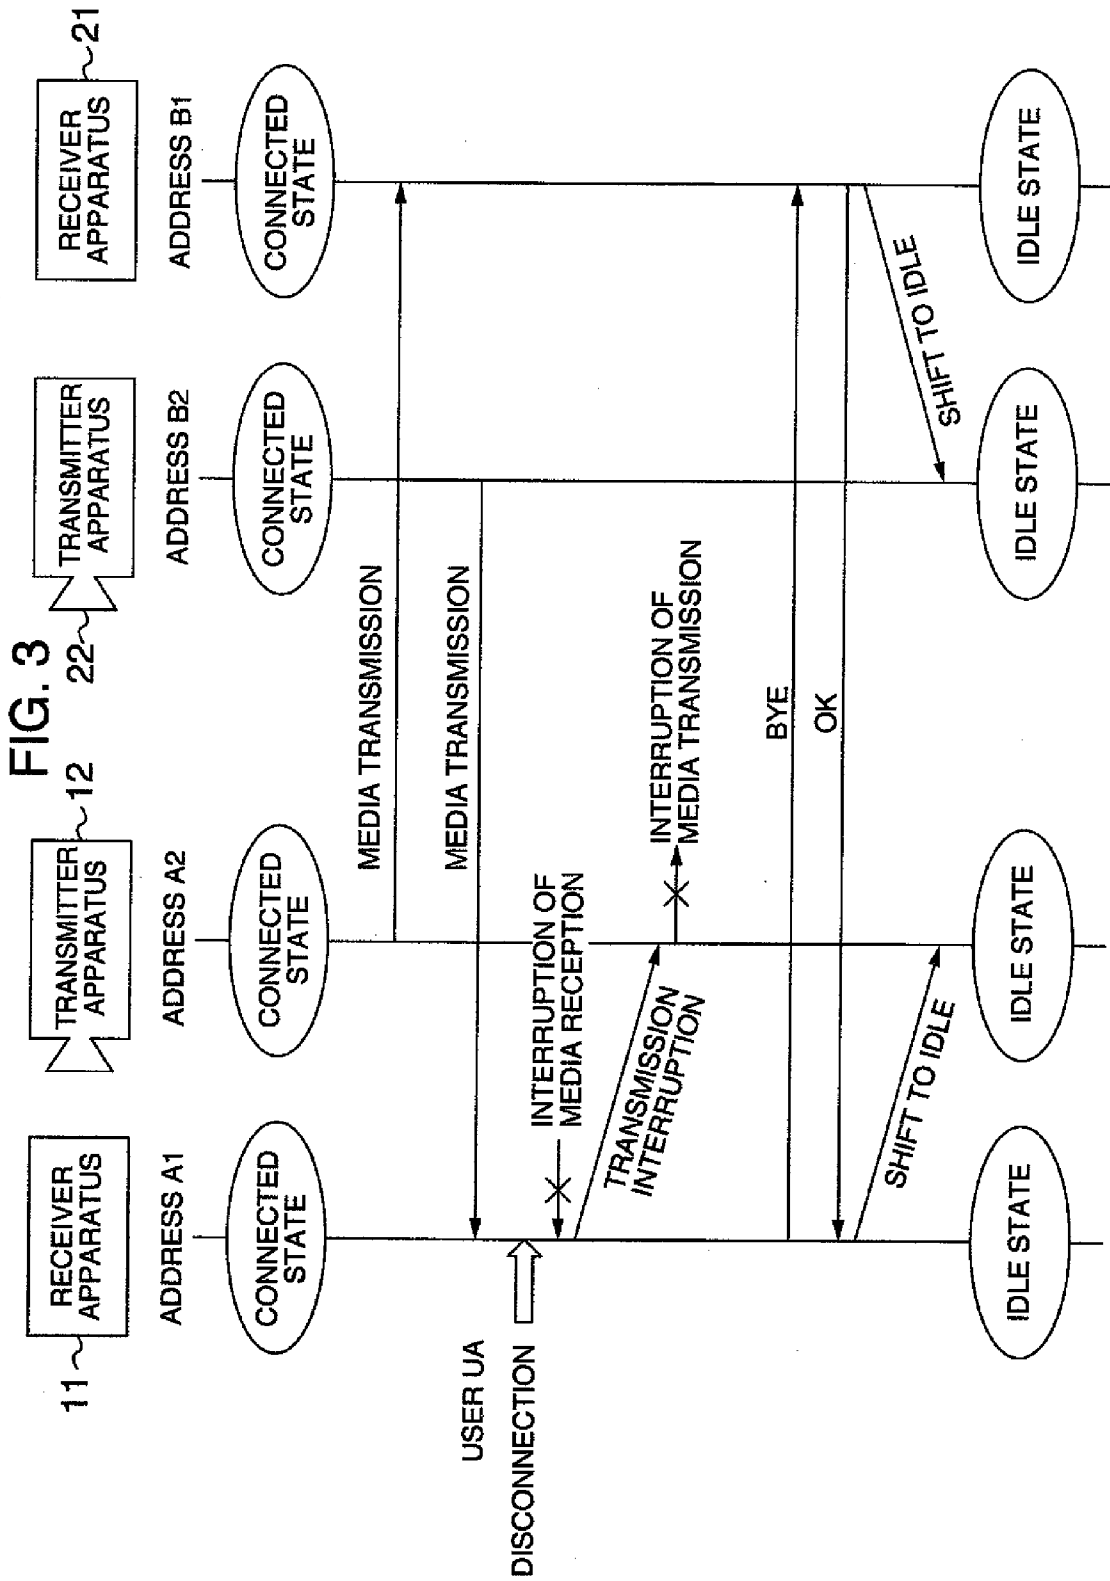 FIG. 3
11
RECEIVER
APPARATUS
ADDRESS A1
12
TRANSMITTER
APPARATUS
ADDRESS A2
22
TRANSMITTER
APPARATUS
ADDRESS B2
21
RECEIVER
APPARATUS
ADDRESS B1
CONNECTED
STATE
CONNECTED
STATE
CONNECTED
STATE
CONNECTED
STATE
MEDIA TRANSMISSION
MEDIA TRANSMISSION
USER UA
DISCONNECTION
INTERRUPTION OF
MEDIA RECEPTION
TRANSMISSION
INTERRUPTION
INTERRUPTION OF
MEDIA TRANSMISSION
BYE
OK
SHIFT TO IDLE
SHIFT TO IDLE
IDLE STATE
IDLE STATE
IDLE STATE
IDLE STATE